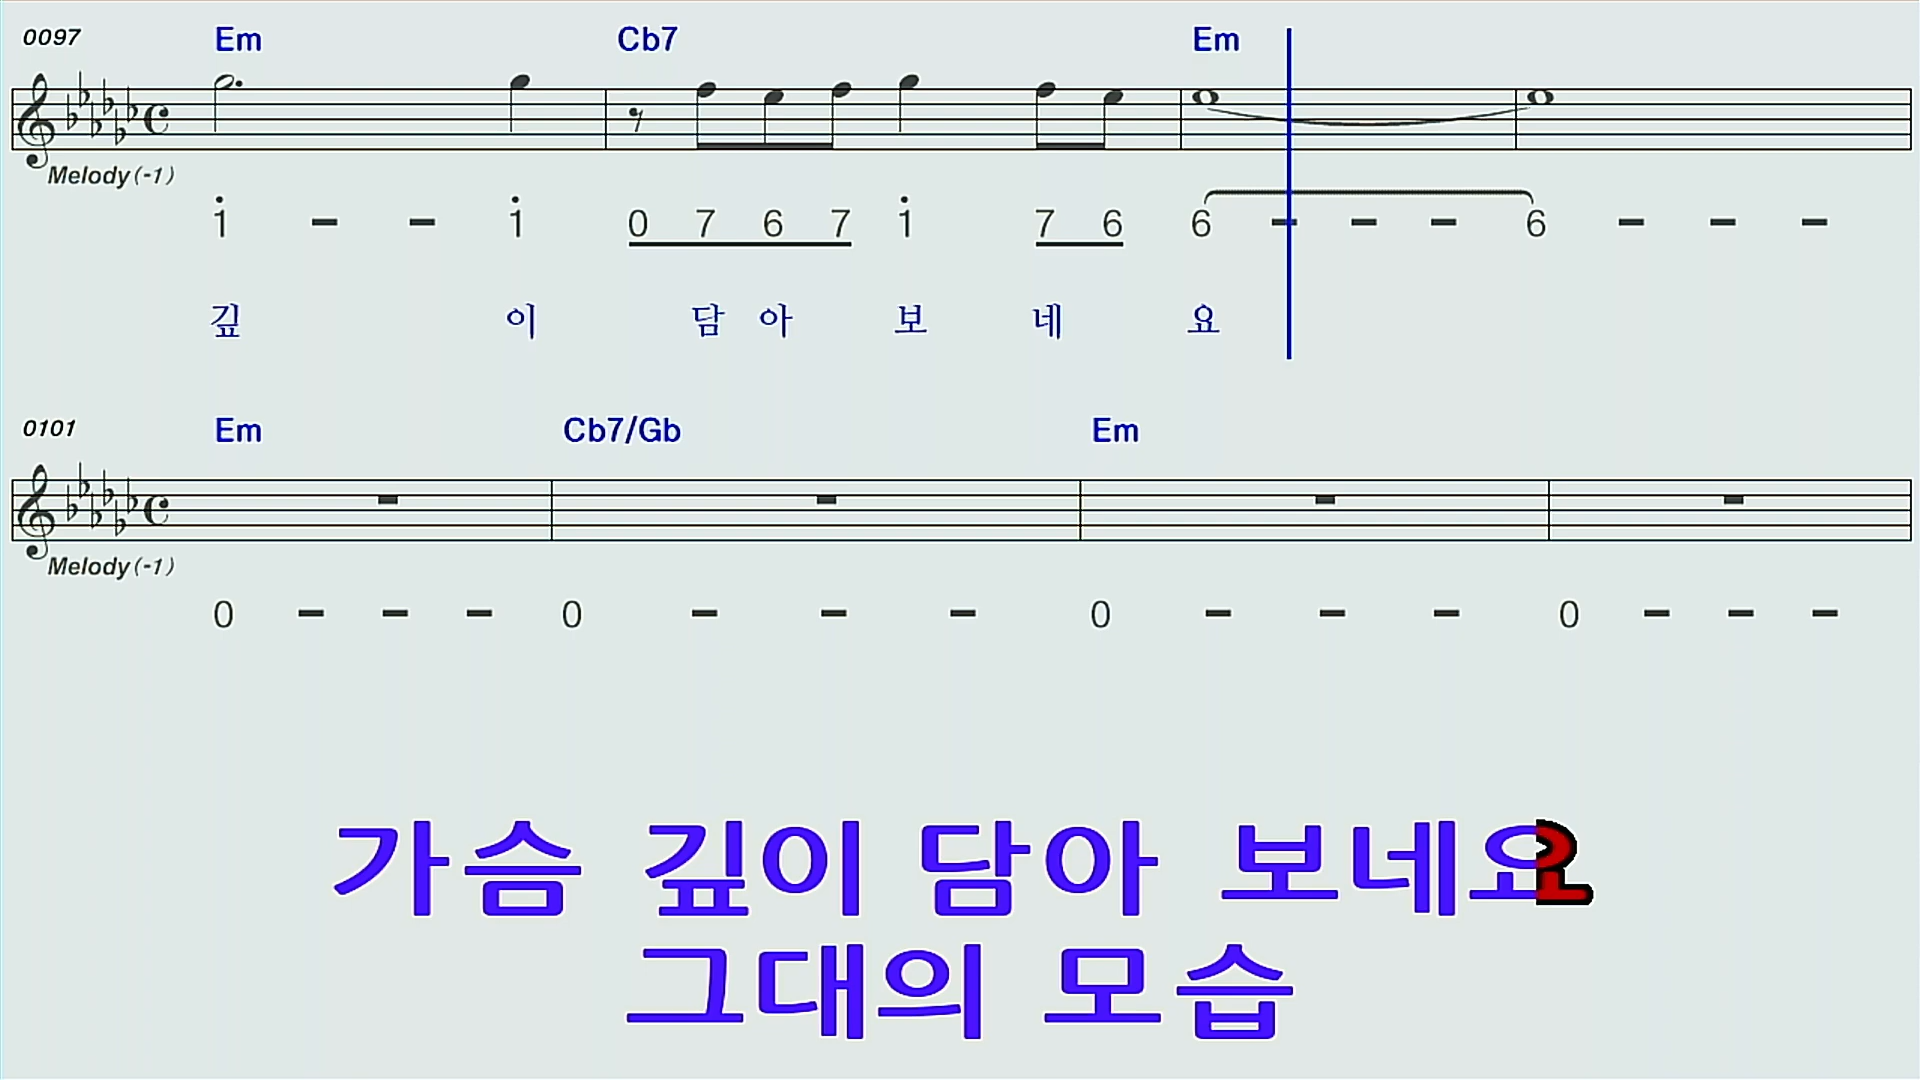 0097 Em Cb7 Em
Melody(-1)
1 - - 1 0 7 6 7 1 7 6 6 - - - 6 - - -
깊 이 담 아 보 네 요
0101 Em Cb7/Gb Em
Melody(-1)
0 - - - 0 - - - 0 - - - 0 - - -
가슴 깊이 담아 보네요
그대의 모습